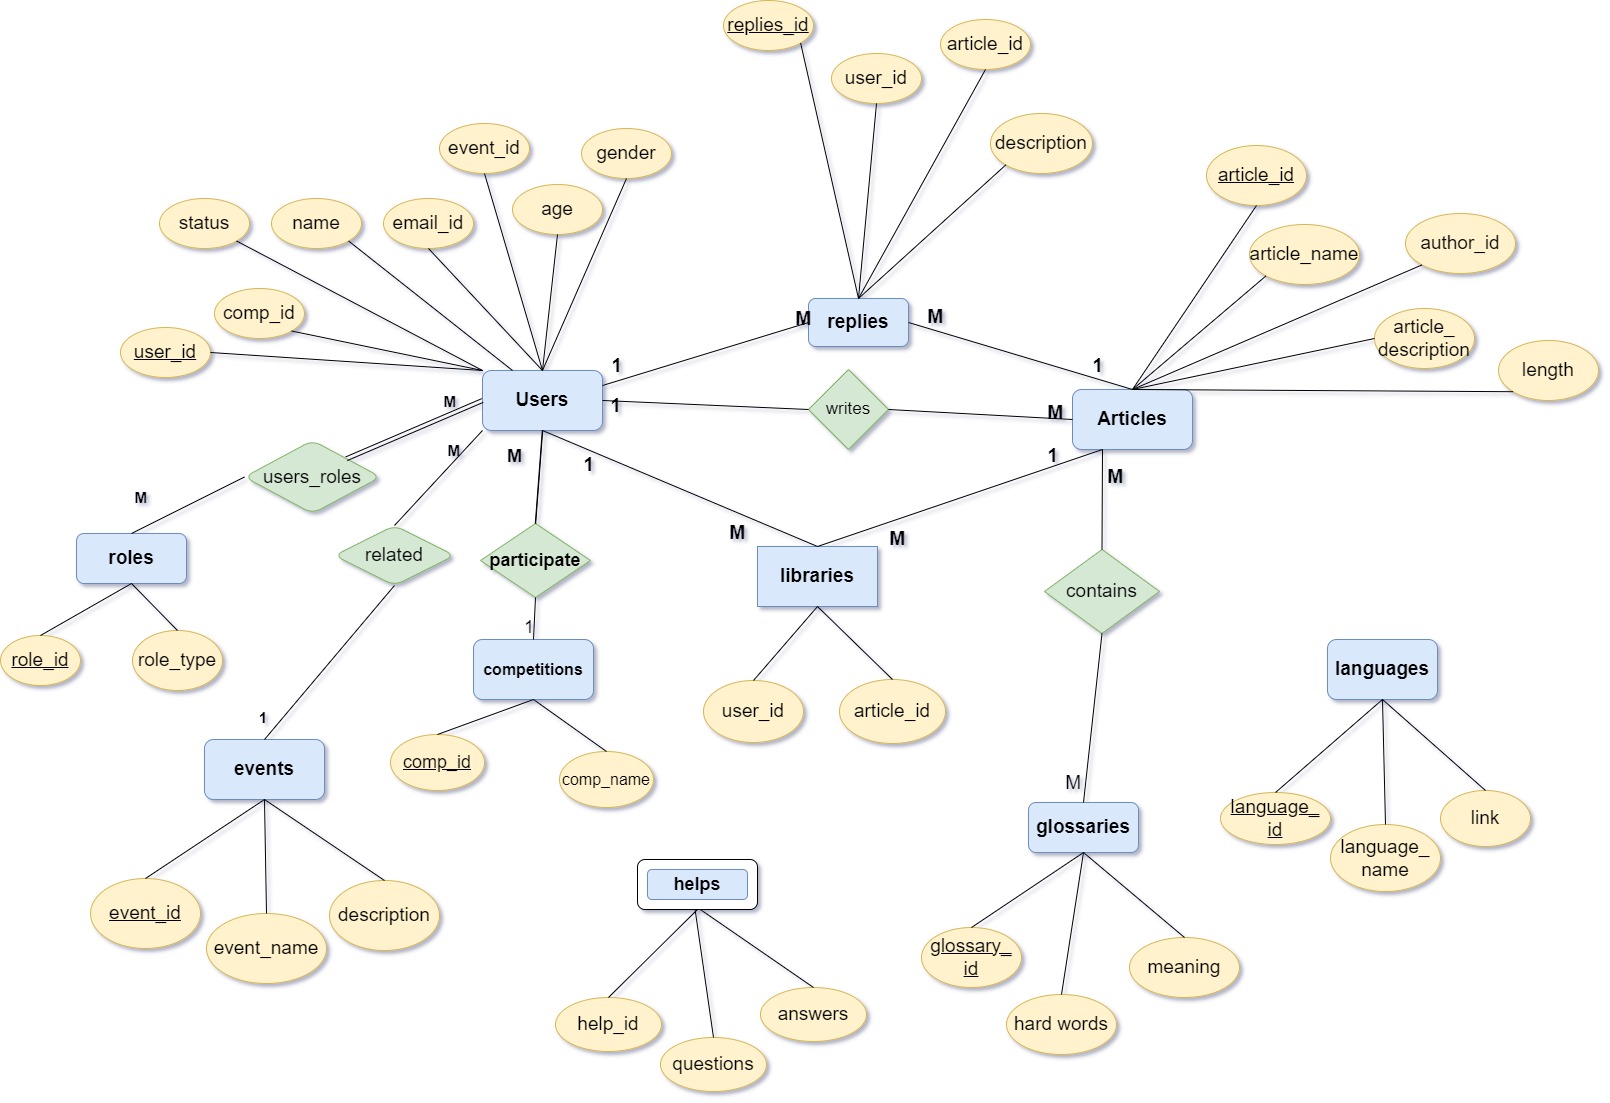 replies_id
article_id
user_id
description
event_id
gender
article_id
status
name
email_id
age
article_name
author_id
comp_id
M
replies
M
article_
description
user_id
1
1
length
Users
M
1
writes
M
Articles
M
M
1
1
M
users_roles
M
M
M
related
participate
libraries
contains
roles
1
role_id
role_type
competitions
languages
user_id
article_id
1
events
comp_id
comp_name
M
language_
id
link
glossaries
language_
name
helps
event_id
description
event_name
glossary_
id
meaning
help_id
answers
hard words
questions